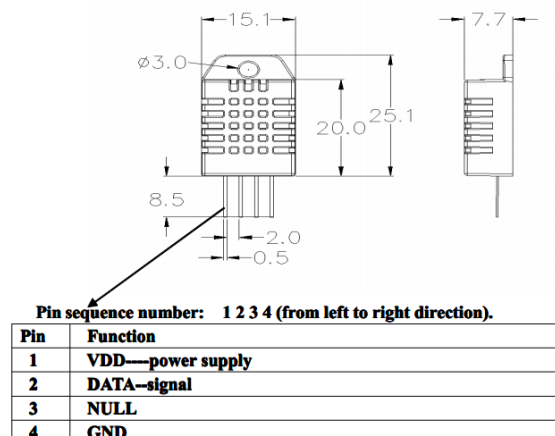 15.1
7.7
ø3.0
20.0
25.1
8.5
2.0
0.5
Pin sequence number: 1 2 3 4 (from left to right direction).
Pin Function
1 VDD----power supply
2 DATA--signal
3 NULL
4 GND